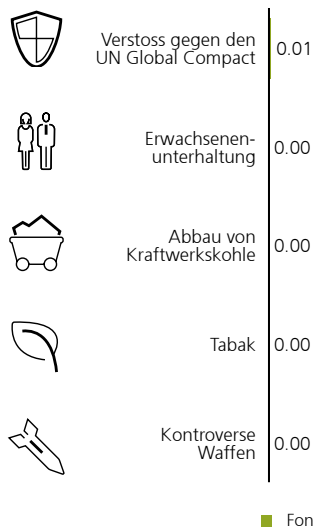 Verstoss gegen den
UN Global Compact
0.01
Erwachsenen-
unterhaltung
0.00
Abbau von
Kraftwerkskohle
0.00
Tabak
0.00
Kontroverse
Waffen
0.00
Fon